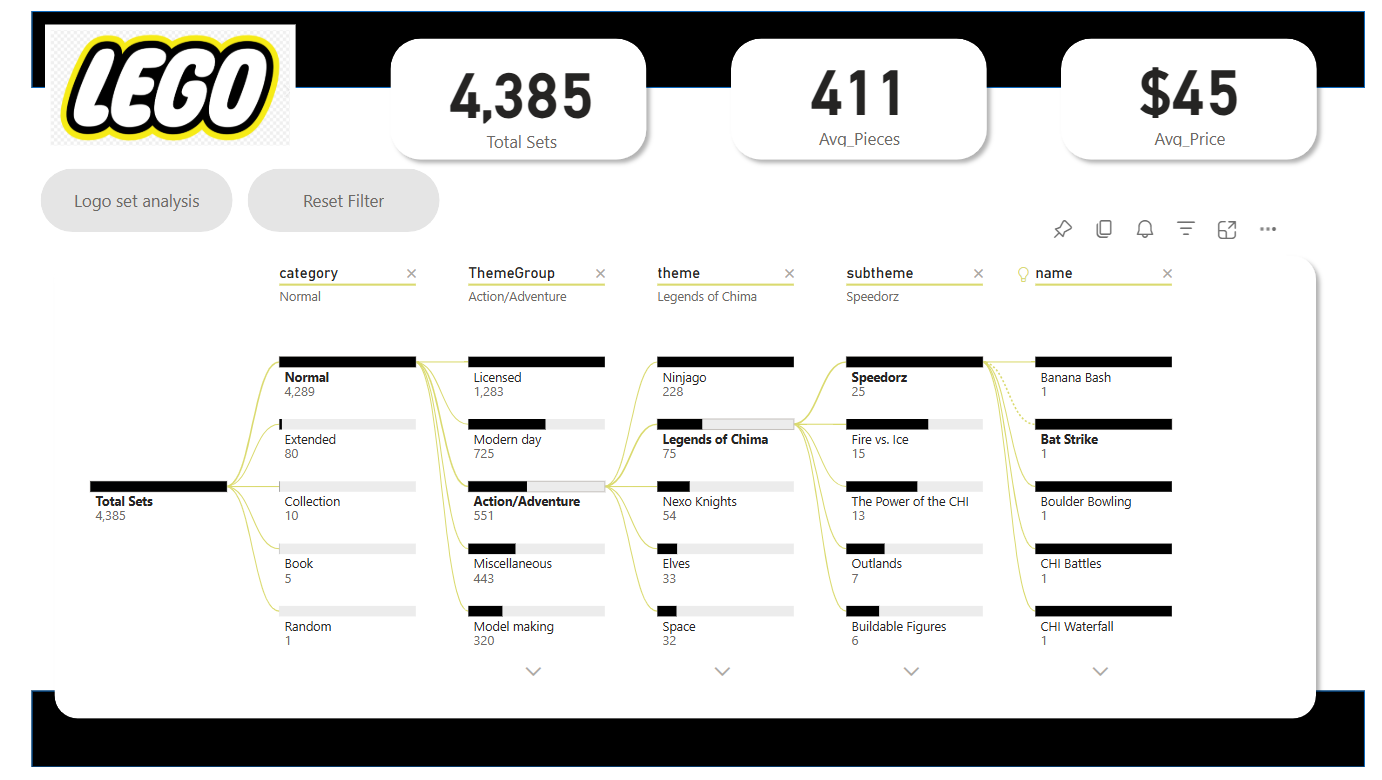 LEGO
4,385
Total Sets
411
Avg_Pieces
$45
Avg_Price
Logo set analysis
Reset Filter
category
Normal
ThemeGroup
Action/Adventure
theme
Legends of Chima
subtheme
Speedorz
name
Total Sets
4,385
Normal
4,289
Extended
80
Collection
10
Book
5
Random
1
Licensed
1,283
Modern day
725
Action/Adventure
551
Miscellaneous
443
Model making
320
Ninjago
228
Legends of Chima
75
Nexo Knights
54
Elves
33
Space
32
Speedorz
25
Fire vs. Ice
15
The Power of the CHI
13
Outlands
7
Buildable Figures
6
Banana Bash
1
Bat Strike
1
Boulder Bowling
1
CHI Battles
1
CHI Waterfall
1